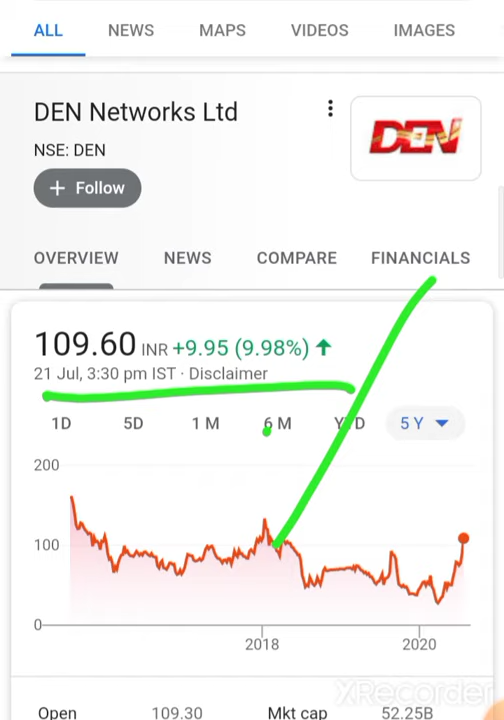 ALL NEWS MAPS VIDEOS IMAGES
DEN Networks Ltd
DEN
NSE: DEN
+ Follow
OVERVIEW NEWS COMPARE FINANCIALS
109.60 INR +9.95 (9.98%) ↑
21 Jul, 3:30 pm IST · Disclaimer
1D 5D 1 M 6 M YTD 5 Y
200
100
0
2018 2020
XRecorder
Open 109.30 Mkt cap 52.25B